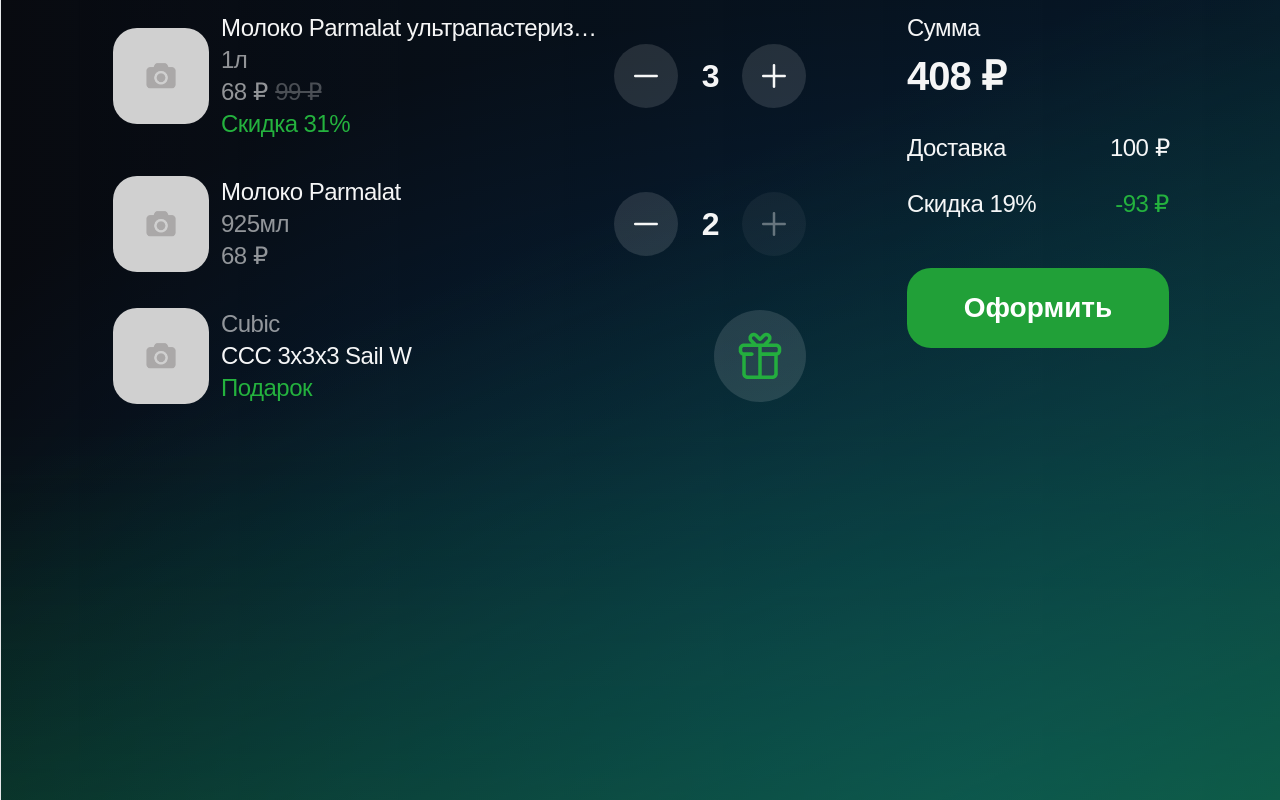 Молоко Parmalat ультрапастериз…
1л
68 ₽ 99 ₽
Скидка 31%
3
Молоко Parmalat
925мл
68 ₽
2
Cubic
CCC 3x3x3 Sail W
Подарок
Сумма
408 ₽
Доставка 100 ₽
Скидка 19% -93 ₽
Оформить